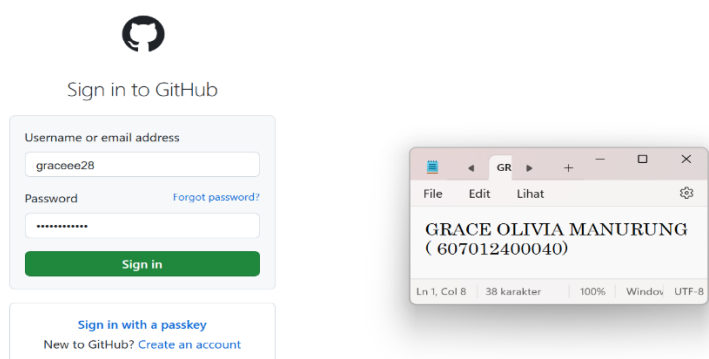 Sign in to GitHub
Username or email address
graceee28
Password Forgot password?
••••••••••••
Sign in
Sign in with a passkey
New to GitHub? Create an account
GR
File Edit Lihat
GRACE OLIVIA MANURUNG
( 607012400040)
Ln 1, Col 8 38 karakter 100% Window UTF-8